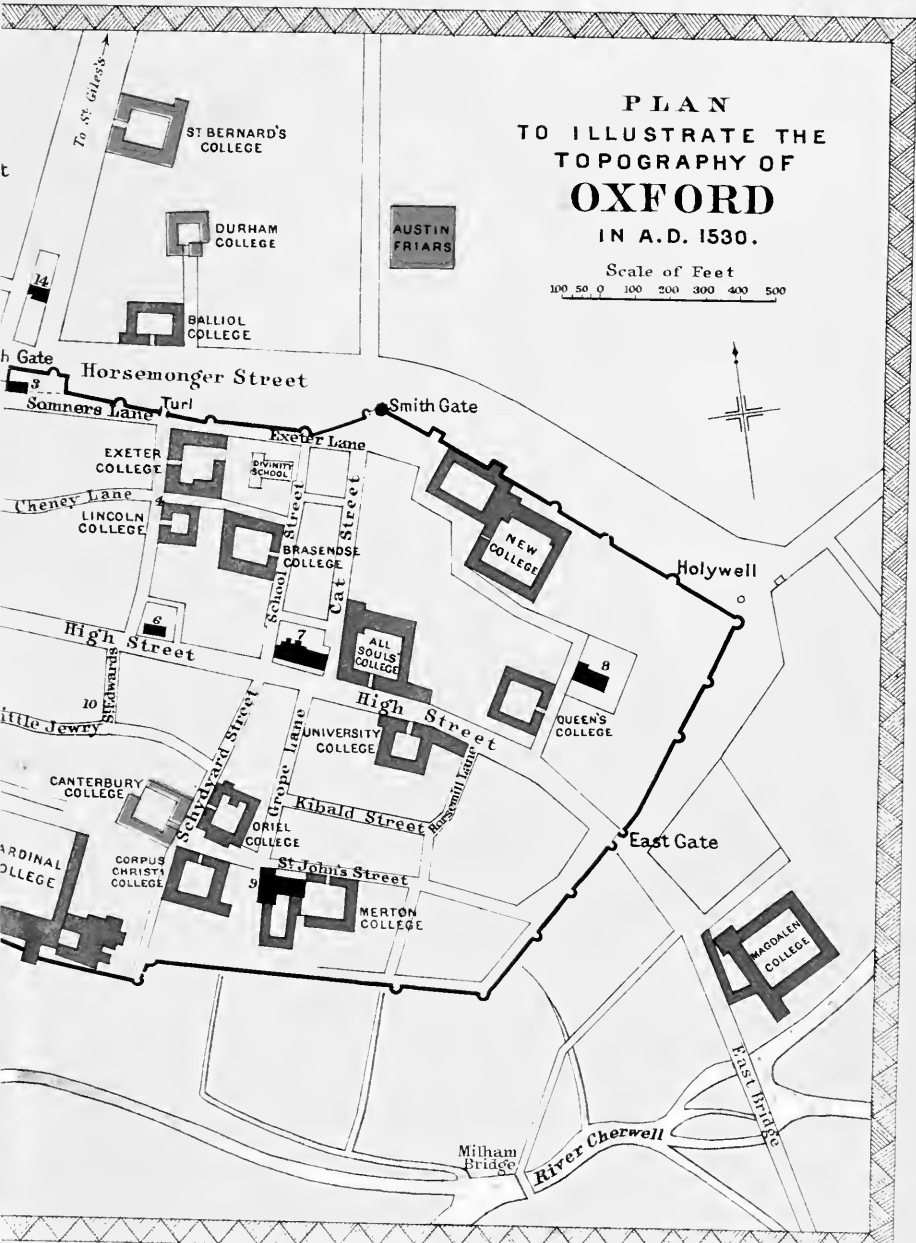 PLAN
TO ILLUSTRATE THE
TOPOGRAPHY OF
OXFORD
IN A.D. 1530.
Scale of Feet
100 50 0 100 200 300 400 500
To St. Giles's
ST BERNARD'S
COLLEGE
DURHAM
COLLEGE
AUSTIN
FRIARS
14
BALLIOL
COLLEGE
h Gate
3
Horsemonger Street
Somners Lane
Turl
Smith Gate
Exeter Lane
EXETER
COLLEGE
DIVINITY
SCHOOL
Cheney Lane
4
LINCOLN
COLLEGE
BRASENOSE
COLLEGE
School Street
Cat Street
NEW
COLLEGE
Holywell
6
7
High Street
ALL
SOULS'
COLLEGE
8
St Edwards
10
ittle Jewry
High Street
QUEEN'S
COLLEGE
UNIVERSITY
COLLEGE
Schydyard Street
Grope Lane
Horsemill Lane
CANTERBURY
COLLEGE
Kibald Street
ORIEL
COLLEGE
East Gate
ARDINAL
OLLEGE
CORPUS
CHRISTI
COLLEGE
St John's Street
9
MERTON
COLLEGE
MAGDALEN
COLLEGE
East Bridge
Milham
Bridge
River Cherwell
t